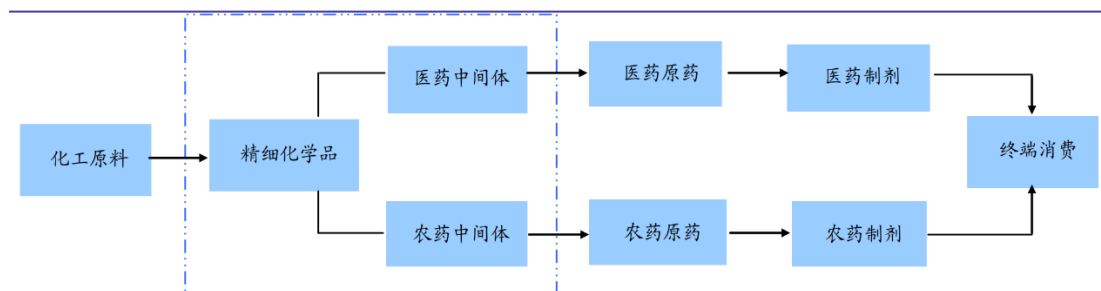 医药中间体
医药原药
医药制剂
化工原料
精细化学品
终端消费
农药中间体
农药原药
农药制剂